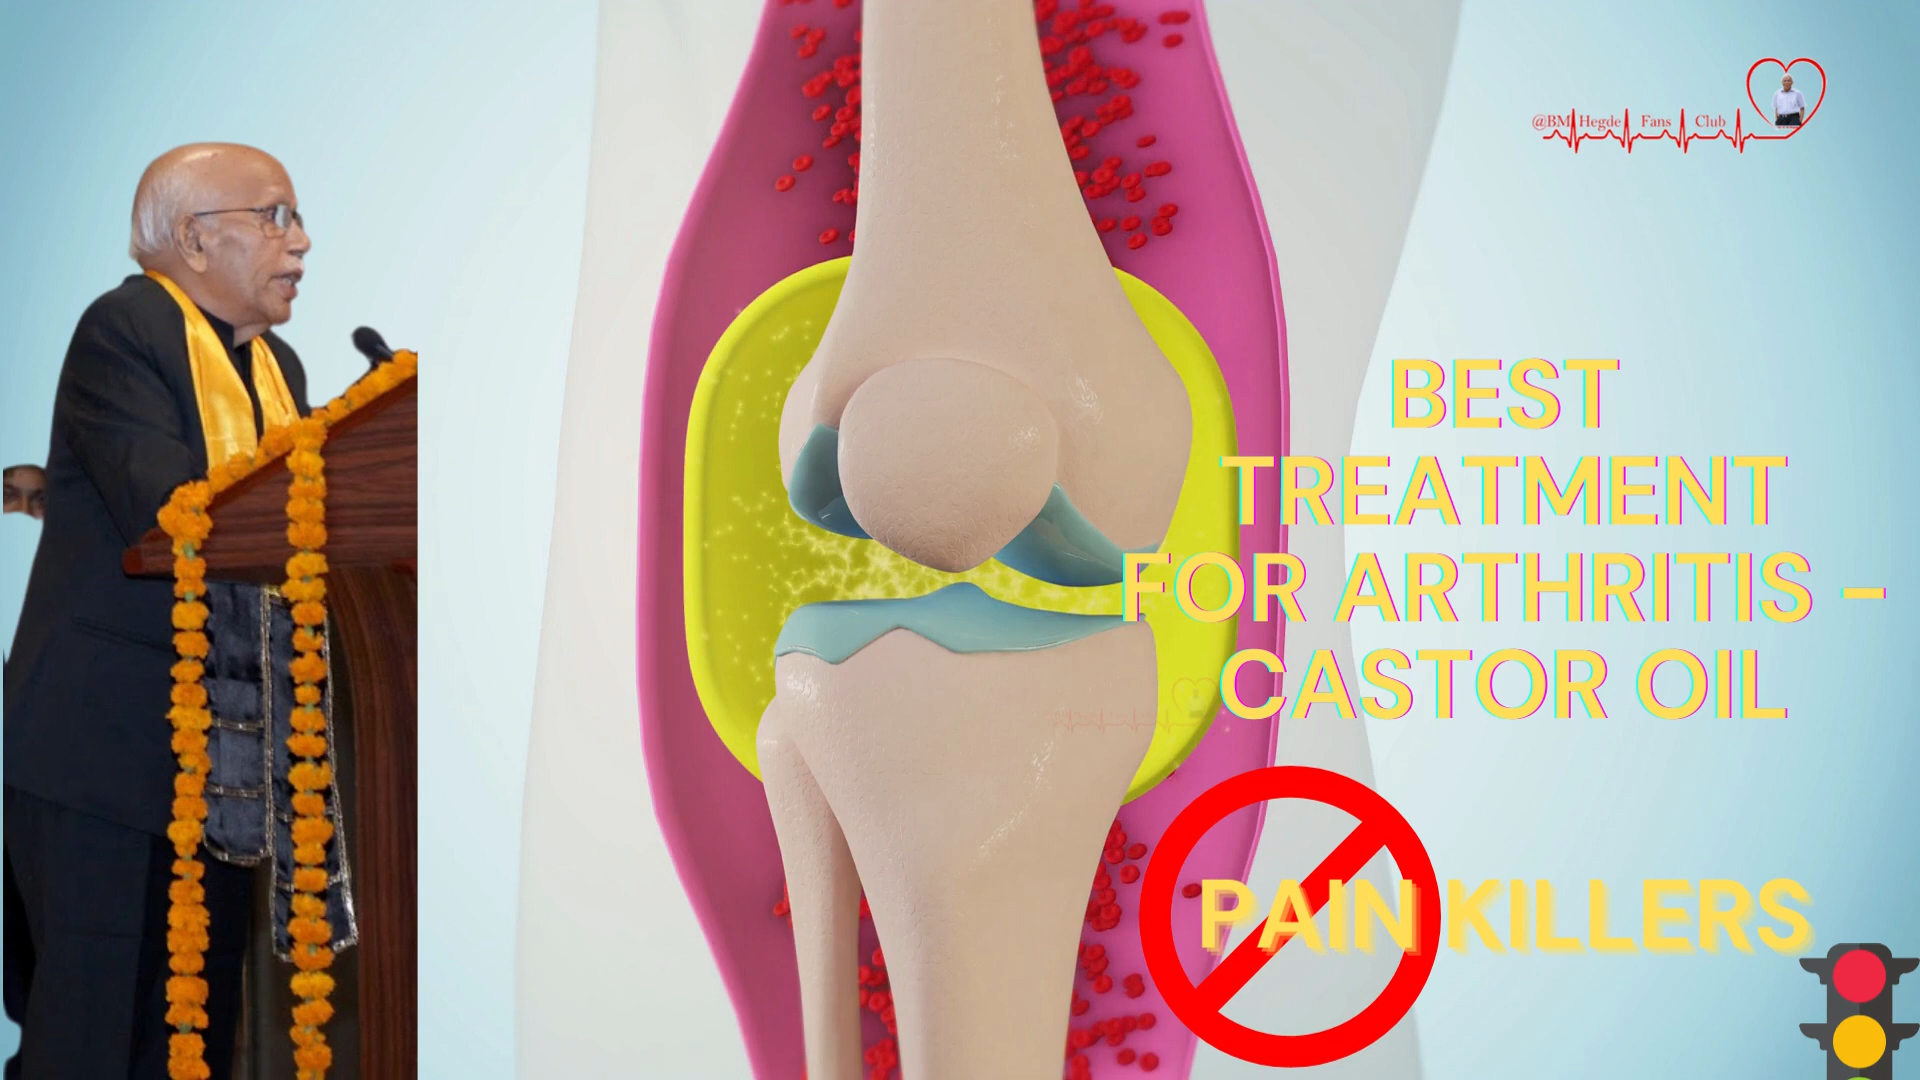 @BM Hegde Fans Club
BEST
TREATMENT
FOR ARTHRITIS -
CASTOR OIL
PAIN KILLERS